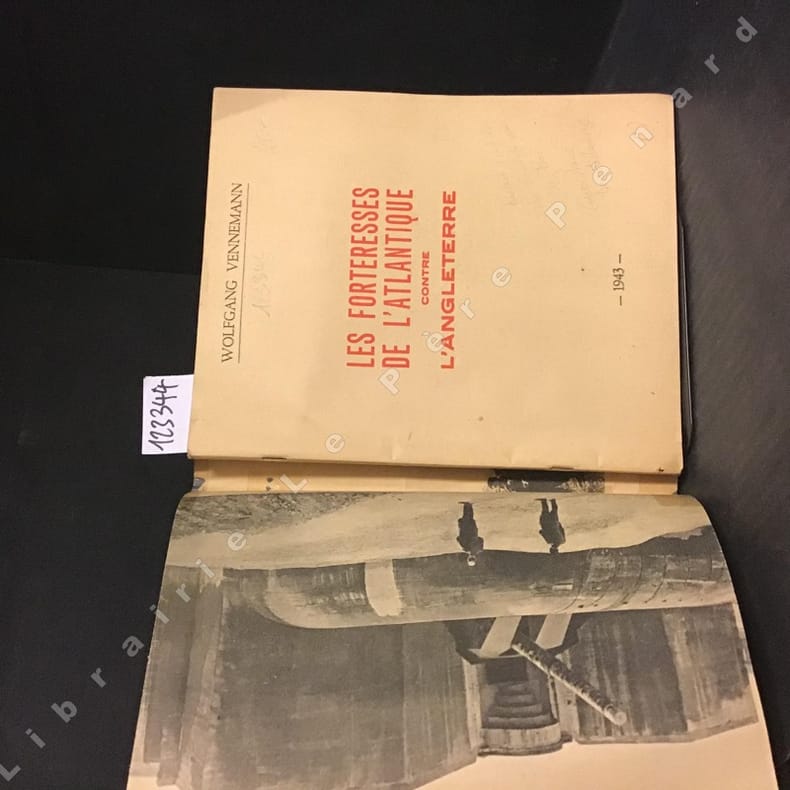 WOLFGANG VENNEMANN
LES FORTERESSES
DE L'ATLANTIQUE
CONTRE
L'ANGLETERRE
— 1943 —
123344
Librairie Le Père Pénard